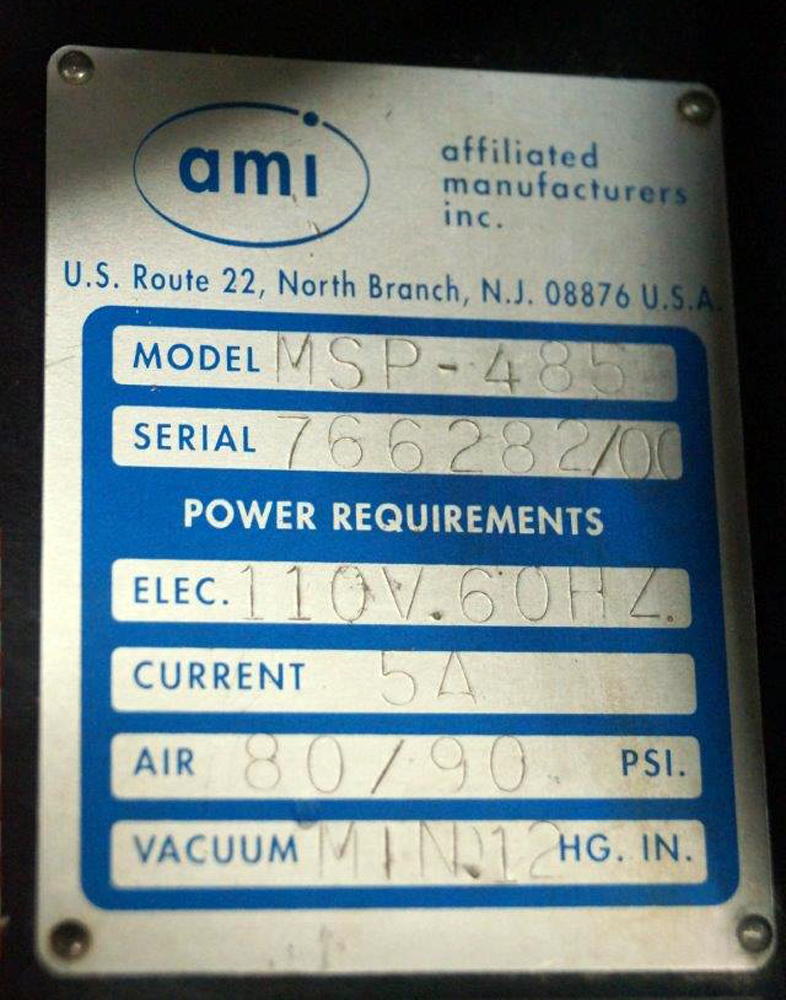 ami
affiliated
manufacturers
inc.
U.S. Route 22, North Branch, N.J. 08876 U.S.A.
MODEL MSP-485
SERIAL 766282/00
POWER REQUIREMENTS
ELEC. 110V.60HZ.
CURRENT 5A
AIR 80/90 PSI.
VACUUM MIN.12 HG. IN.